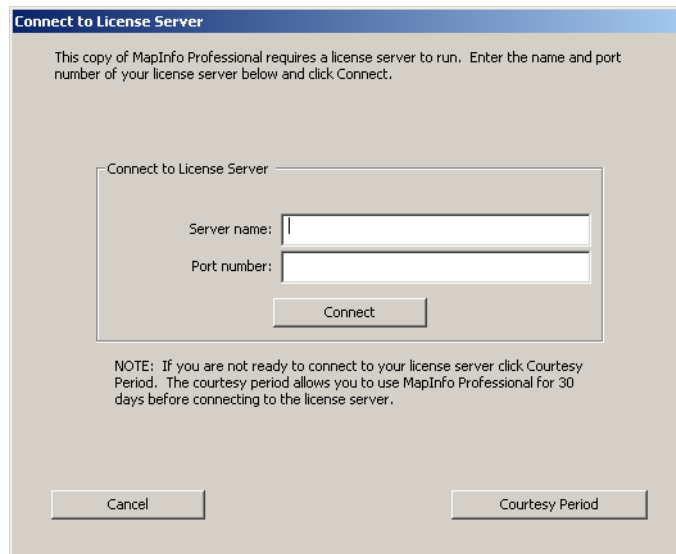 Connect to License Server
This copy of MapInfo Professional requires a license server to run.  Enter the name and port
number of your license server below and click Connect.
Connect to License Server
Server name:
Port number:
Connect
NOTE:  If you are not ready to connect to your license server click Courtesy
Period.  The courtesy period allows you to use MapInfo Professional for 30
days before connecting to the license server.
Cancel
Courtesy Period